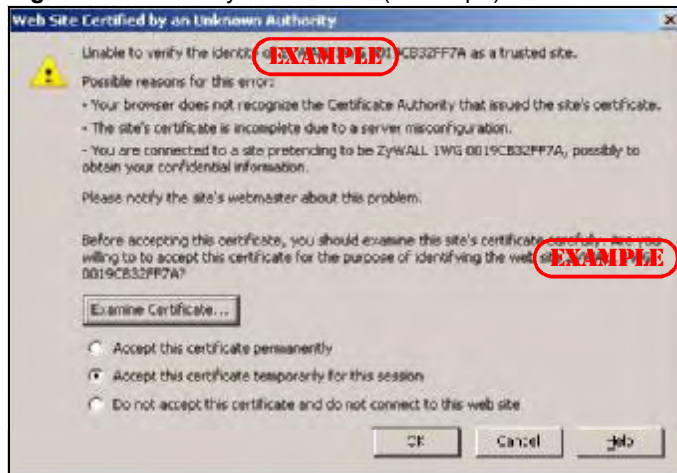 Web Site Certified by an Unknown Authority
Unable to verify the identity EXAMPLE 0019CB32FF7A as a trusted site.
Possible reasons for this error:
- Your browser does not recognize the Certificate Authority that issued the site's certificate.
- The site's certificate is incomplete due to a server misconfiguration.
- You are connected to a site pretending to be ZyWALL 1WG 0019CB32FF7A, possibly to
obtain your confidential information.
Please notify the site's webmaster about this problem.
Before accepting this certificate, you should examine this site's certificate carefully. Are you
willing to to accept this certificate for the purpose of identifying the web EXAMPLE
0019CB32FF7A?
Examine Certificate...
Accept this certificate permanently
Accept this certificate temporarily for this session
Do not accept this certificate and do not connect to this web site
OK
Cancel
Help